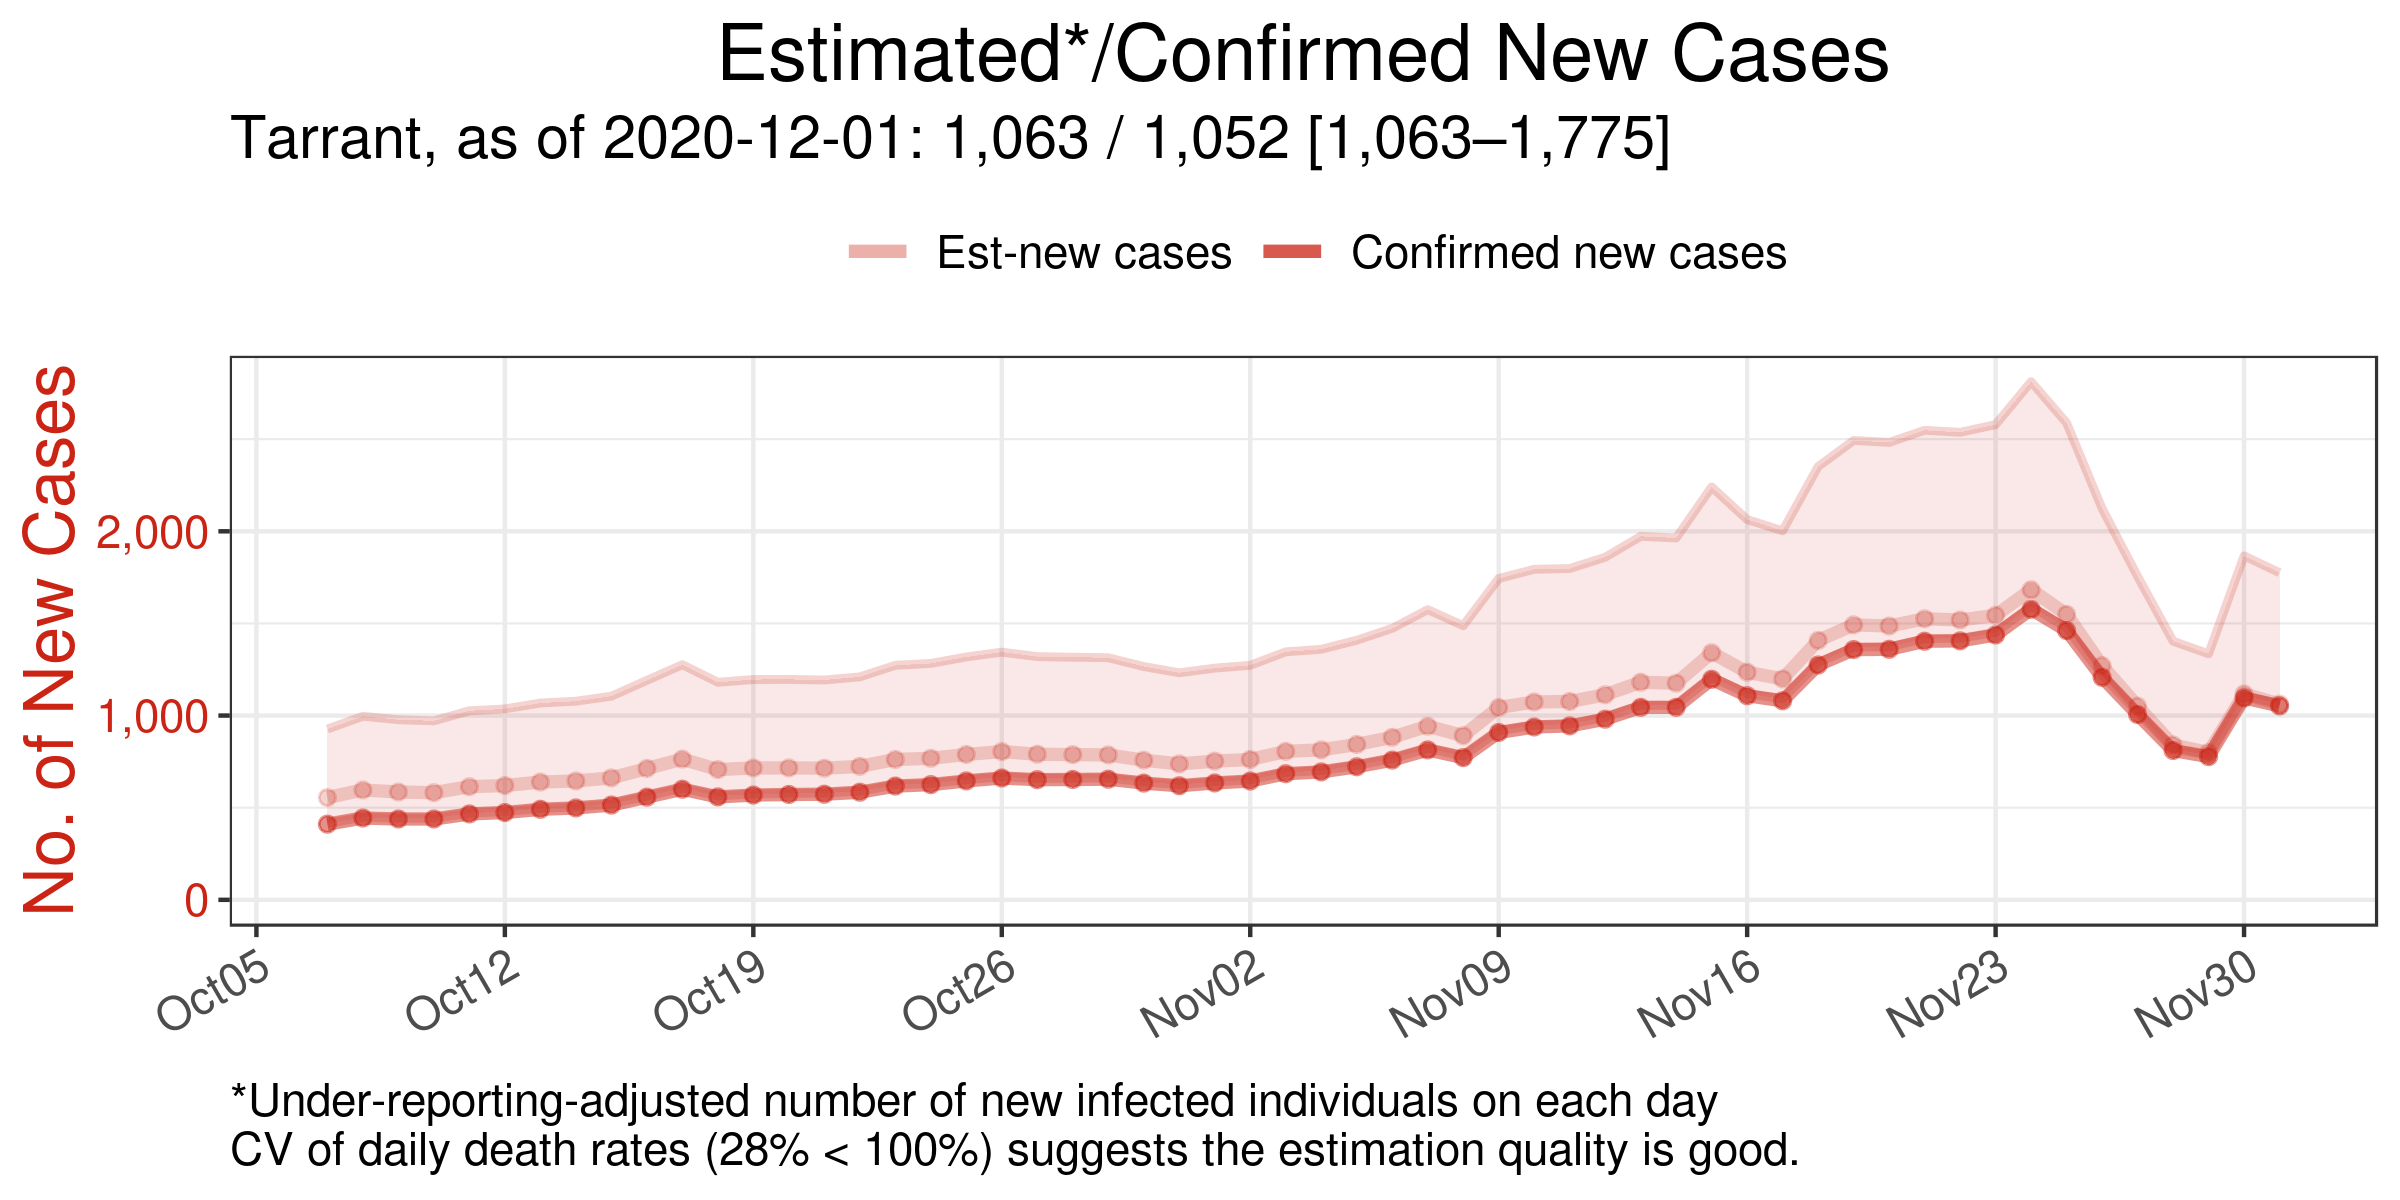 Estimated*/Confirmed New Cases
Tarrant, as of 2020-12-01: 1,063 / 1,052 [1,063–1,775]
Est-new cases
Confirmed new cases
No. of New Cases
2,000
1,000
0
Oct05
Oct12
Oct19
Oct26
Nov02
Nov09
Nov16
Nov23
Nov30
*Under-reporting-adjusted number of new infected individuals on each day
CV of daily death rates (28% < 100%) suggests the estimation quality is good.